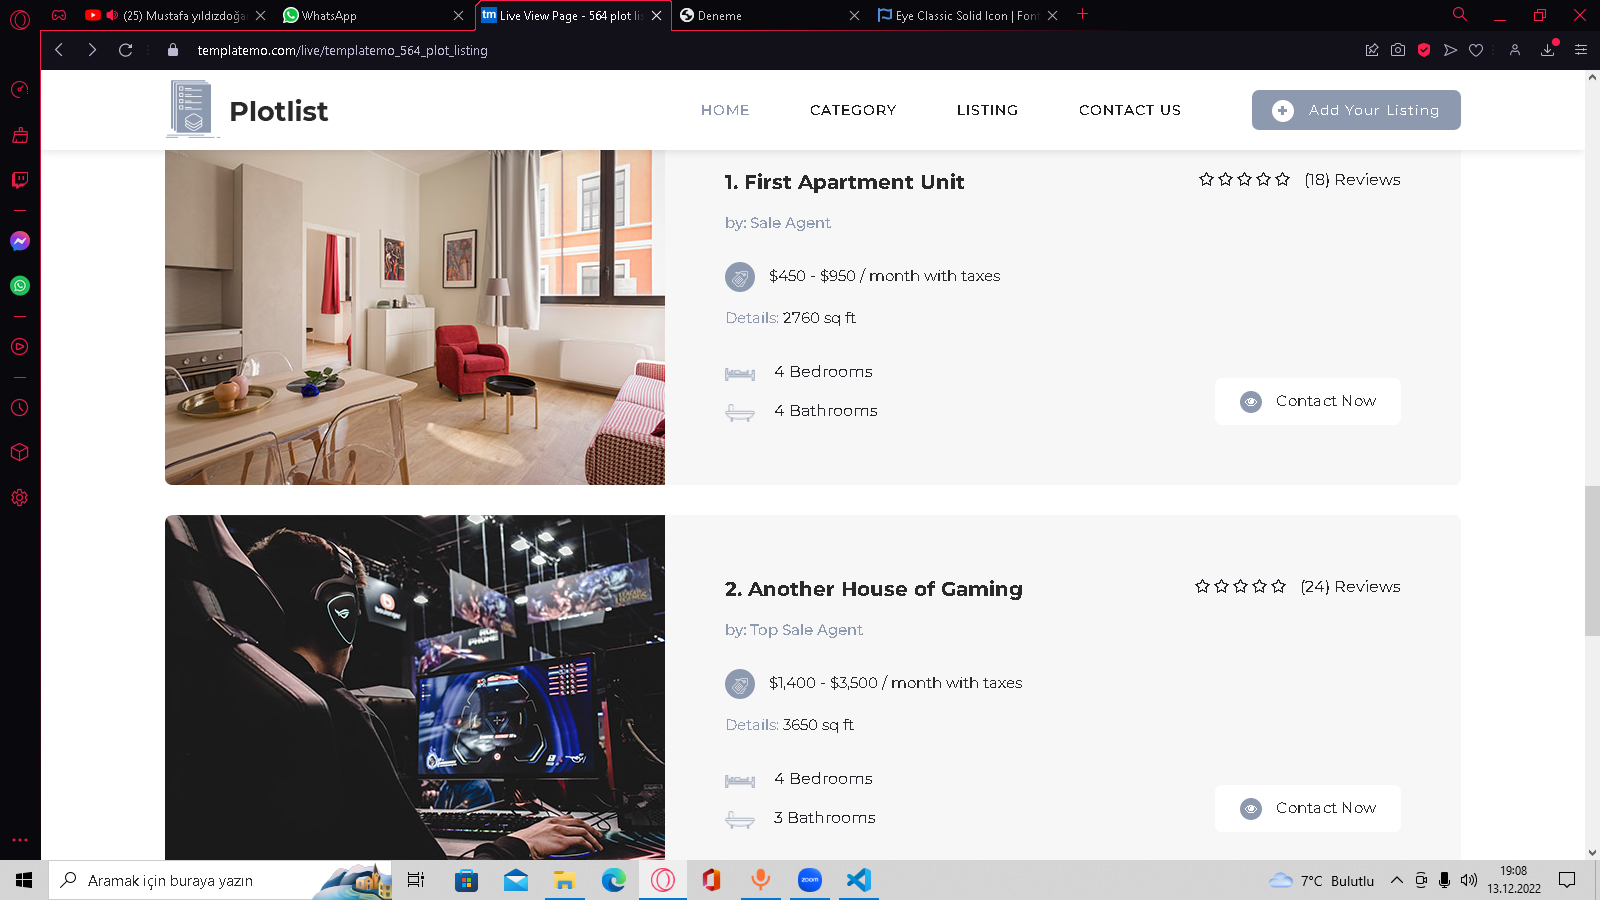 (25) Mustafa yıldızdoğa
WhatsApp
tm Live View Page - 564 plot li
Deneme
Eye Classic Solid Icon | Font
templatemo.com/live/templatemo_564_plot_listing
Plotlist
HOME
CATEGORY
LISTING
CONTACT US
Add Your Listing
1. First Apartment Unit
(18) Reviews
by: Sale Agent
$450 - $950 / month with taxes
Details: 2760 sq ft
4 Bedrooms
4 Bathrooms
Contact Now
2. Another House of Gaming
(24) Reviews
by: Top Sale Agent
$1,400 - $3,500 / month with taxes
Details: 3650 sq ft
4 Bedrooms
3 Bathrooms
Contact Now
Aramak için buraya yazın
zoom
7°C Bulutlu
19:08
13.12.2022